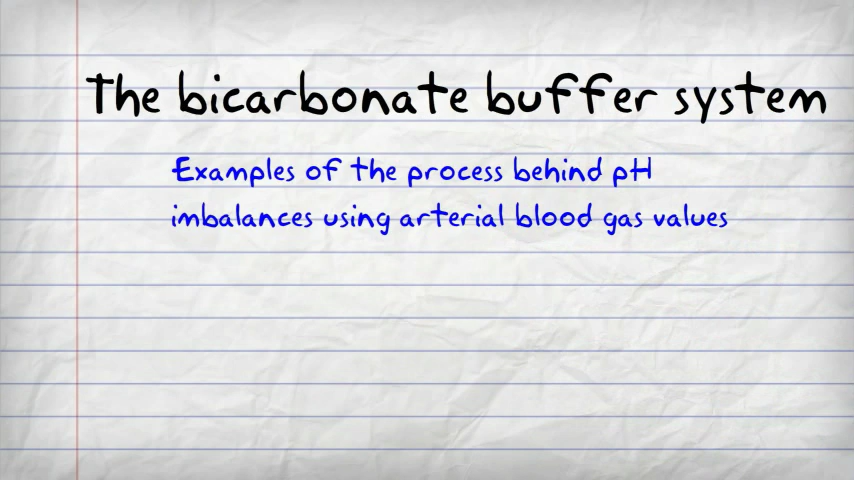 The bicarbonate buffer system
Examples of the process behind pH
imbalances using arterial blood gas values